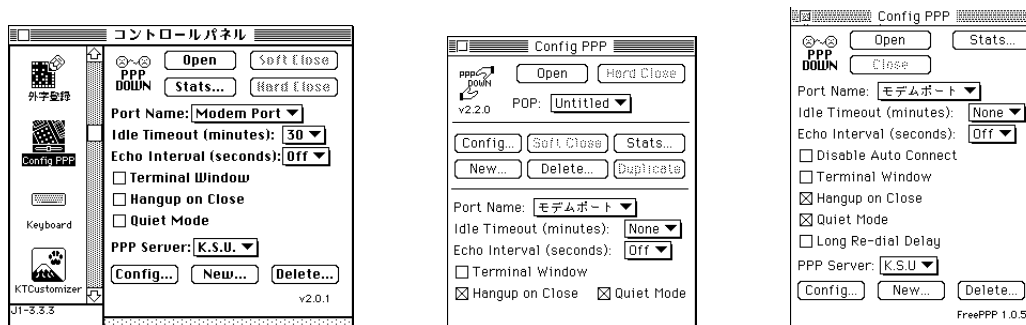 コントロールパネル
外字登録
Config PPP
Keyboard
KTCustomizer
J1-3.3.3
PPP
DOWN
Open
Soft Close
Stats...
Hard Close
Port Name: Modem Port
Idle Timeout (minutes): 30
Echo Interval (seconds): Off
Terminal Window
Hangup on Close
Quiet Mode
PPP Server: K.S.U.
Config... New... Delete...
v2.0.1
Config PPP
PPP
DOWN
v2.2.0
Open Hard Close
POP: Untitled
Config... Soft Close Stats...
New... Delete... Duplicate
Port Name: モデムポート
Idle Timeout (minutes): None
Echo Interval (seconds): Off
Terminal Window
Hangup on Close Quiet Mode
Config PPP
PPP
DOWN
Open Stats...
Close
Port Name: モデムポート
Idle Timeout (minutes): None
Echo Interval (seconds): Off
Disable Auto Connect
Terminal Window
Hangup on Close
Quiet Mode
Long Re-dial Delay
PPP Server: K.S.U
Config... New... Delete...
FreePPP 1.0.5